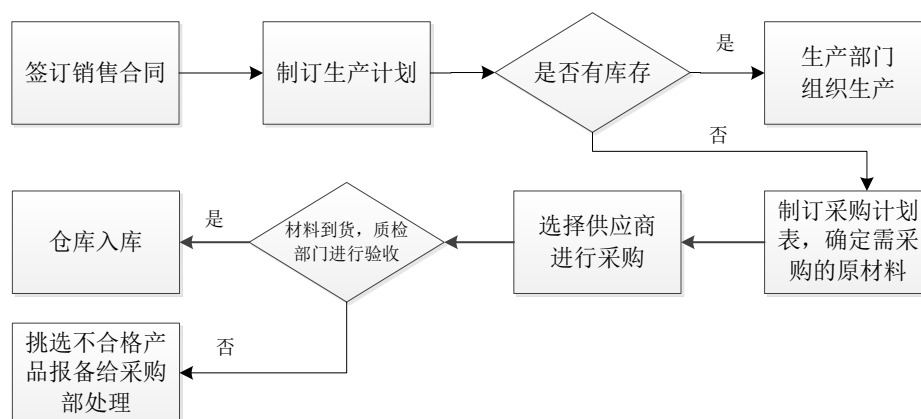 签订销售合同
制订生产计划
是否有库存
是
生产部门
组织生产
否
仓库入库
是
材料到货，质检
部门进行验收
选择供应商
进行采购
制订采购计划
表，确定需采
购的原材料
挑选不合格产
品报备给采购
部处理
否